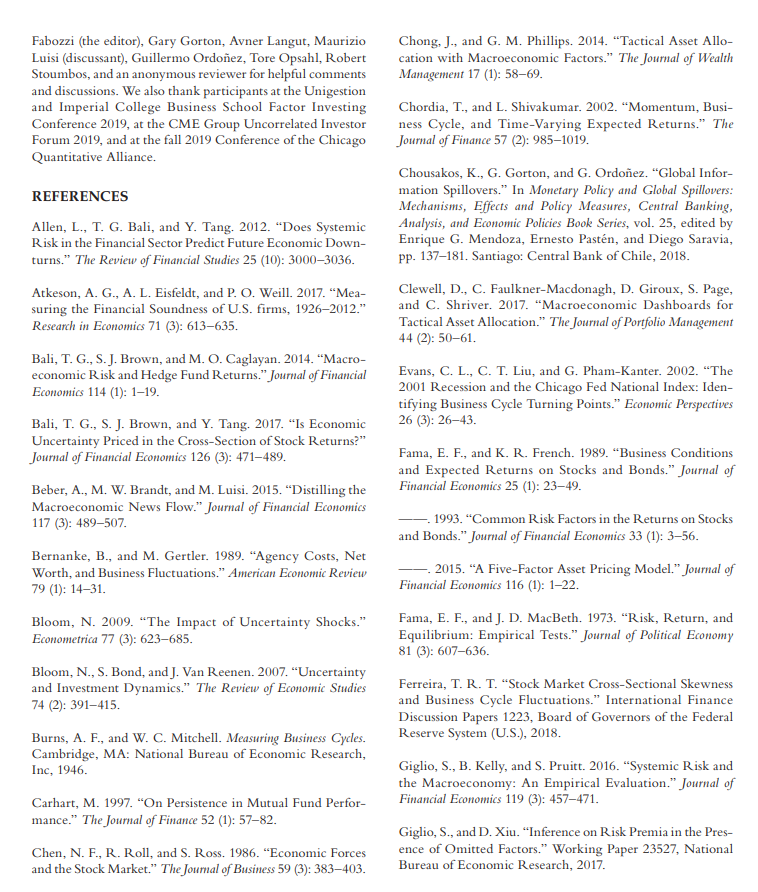 Fabozzi (the editor), Gary Gorton, Avner Langut, Maurizio
Luisi (discussant), Guillermo Ordoñez, Tore Opsahl, Robert
Stoumbos, and an anonymous reviewer for helpful comments
and discussions. We also thank participants at the Unigestion
and Imperial College Business School Factor Investing
Conference 2019, at the CME Group Uncorrelated Investor
Forum 2019, and at the fall 2019 Conference of the Chicago
Quantitative Alliance.
REFERENCES
Allen, L., T. G. Bali, and Y. Tang. 2012. “Does Systemic
Risk in the Financial Sector Predict Future Economic Down-
turns.” The Review of Financial Studies 25 (10): 3000–3036.
Atkeson, A. G., A. L. Eisfeldt, and P. O. Weill. 2017. “Mea-
suring the Financial Soundness of U.S. firms, 1926–2012.”
Research in Economics 71 (3): 613–635.
Bali, T. G., S. J. Brown, and M. O. Caglayan. 2014. “Macro-
economic Risk and Hedge Fund Returns.” Journal of Financial
Economics 114 (1): 1–19.
Bali, T. G., S. J. Brown, and Y. Tang. 2017. “Is Economic
Uncertainty Priced in the Cross-Section of Stock Returns?”
Journal of Financial Economics 126 (3): 471–489.
Beber, A., M. W. Brandt, and M. Luisi. 2015. “Distilling the
Macroeconomic News Flow.” Journal of Financial Economics
117 (3): 489–507.
Bernanke, B., and M. Gertler. 1989. “Agency Costs, Net
Worth, and Business Fluctuations.” American Economic Review
79 (1): 14–31.
Bloom, N. 2009. “The Impact of Uncertainty Shocks.”
Econometrica 77 (3): 623–685.
Bloom, N., S. Bond, and J. Van Reenen. 2007. “Uncertainty
and Investment Dynamics.” The Review of Economic Studies
74 (2): 391–415.
Burns, A. F., and W. C. Mitchell. Measuring Business Cycles.
Cambridge, MA: National Bureau of Economic Research,
Inc, 1946.
Carhart, M. 1997. “On Persistence in Mutual Fund Perfor-
mance.” The Journal of Finance 52 (1): 57–82.
Chen, N. F., R. Roll, and S. Ross. 1986. “Economic Forces
and the Stock Market.” The Journal of Business 59 (3): 383–403.
Chong, J., and G. M. Phillips. 2014. “Tactical Asset Allo-
cation with Macroeconomic Factors.” The Journal of Wealth
Management 17 (1): 58–69.
Chordia, T., and L. Shivakumar. 2002. “Momentum, Busi-
ness Cycle, and Time-Varying Expected Returns.” The
Journal of Finance 57 (2): 985–1019.
Chousakos, K., G. Gorton, and G. Ordoñez. “Global Infor-
mation Spillovers.” In Monetary Policy and Global Spillovers:
Mechanisms, Effects and Policy Measures, Central Banking,
Analysis, and Economic Policies Book Series, vol. 25, edited by
Enrique G. Mendoza, Ernesto Pastén, and Diego Saravia,
pp. 137–181. Santiago: Central Bank of Chile, 2018.
Clewell, D., C. Faulkner-Macdonagh, D. Giroux, S. Page,
and C. Shriver. 2017. “Macroeconomic Dashboards for
Tactical Asset Allocation.” The Journal of Portfolio Management
44 (2): 50–61.
Evans, C. L., C. T. Liu, and G. Pham-Kanter. 2002. “The
2001 Recession and the Chicago Fed National Index: Iden-
tifying Business Cycle Turning Points.” Economic Perspectives
26 (3): 26–43.
Fama, E. F., and K. R. French. 1989. “Business Conditions
and Expected Returns on Stocks and Bonds.” Journal of
Financial Economics 25 (1): 23–49.
——. 1993. “Common Risk Factors in the Returns on Stocks
and Bonds.” Journal of Financial Economics 33 (1): 3–56.
——. 2015. “A Five-Factor Asset Pricing Model.” Journal of
Financial Economics 116 (1): 1–22.
Fama, E. F., and J. D. MacBeth. 1973. “Risk, Return, and
Equilibrium: Empirical Tests.” Journal of Political Economy
81 (3): 607–636.
Ferreira, T. R. T. “Stock Market Cross-Sectional Skewness
and Business Cycle Fluctuations.” International Finance
Discussion Papers 1223, Board of Governors of the Federal
Reserve System (U.S.), 2018.
Giglio, S., B. Kelly, and S. Pruitt. 2016. “Systemic Risk and
the Macroeconomy: An Empirical Evaluation.” Journal of
Financial Economics 119 (3): 457–471.
Giglio, S., and D. Xiu. “Inference on Risk Premia in the Pres-
ence of Omitted Factors.” Working Paper 23527, National
Bureau of Economic Research, 2017.